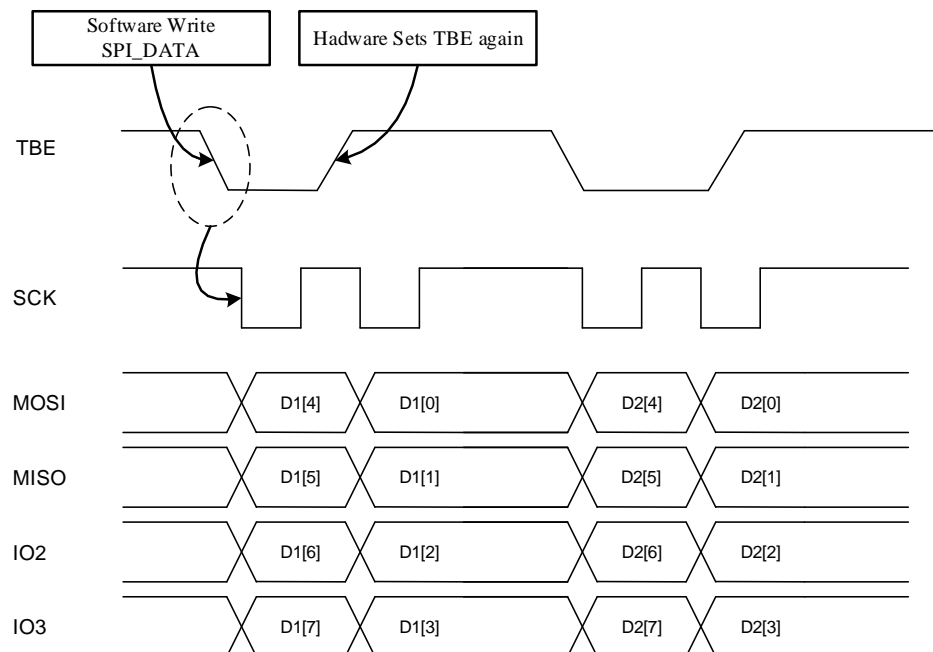 Software Write
SPI_DATA
Hadware Sets TBE again
TBE
SCK
MOSI D1[4] D1[0] D2[4] D2[0]
MISO D1[5] D1[1] D2[5] D2[1]
IO2 D1[6] D1[2] D2[6] D2[2]
IO3 D1[7] D1[3] D2[7] D2[3]